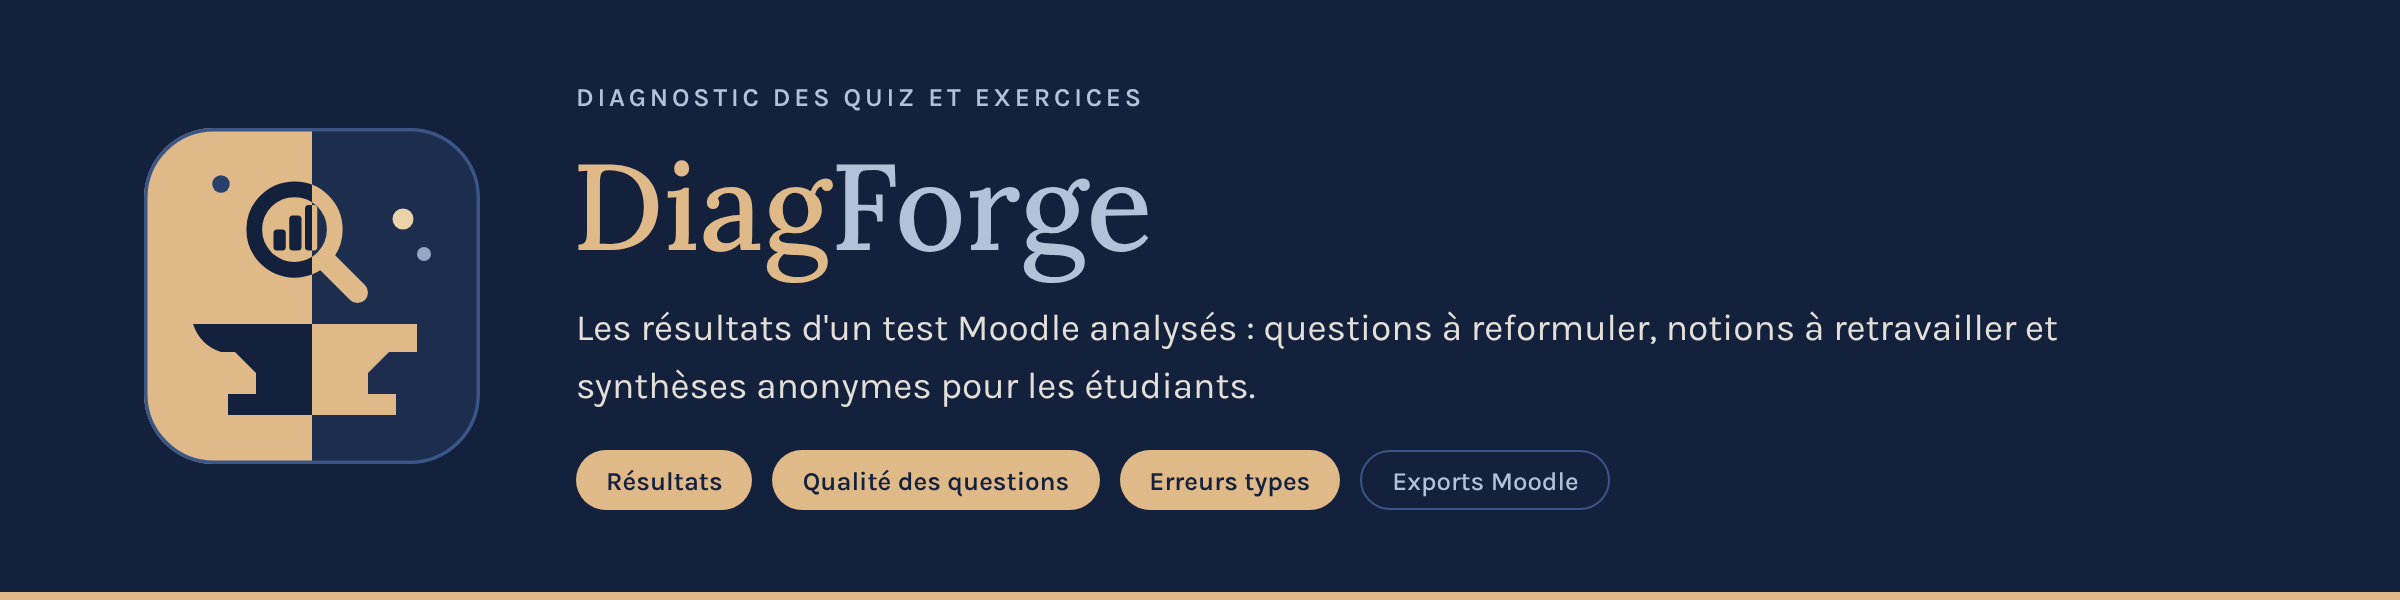 DIAGNOSTIC DES QUIZ ET EXERCICES
DiagForge
Les résultats d'un test Moodle analysés : questions à reformuler, notions à retravailler et
synthèses anonymes pour les étudiants.
Résultats
Qualité des questions
Erreurs types
Exports Moodle